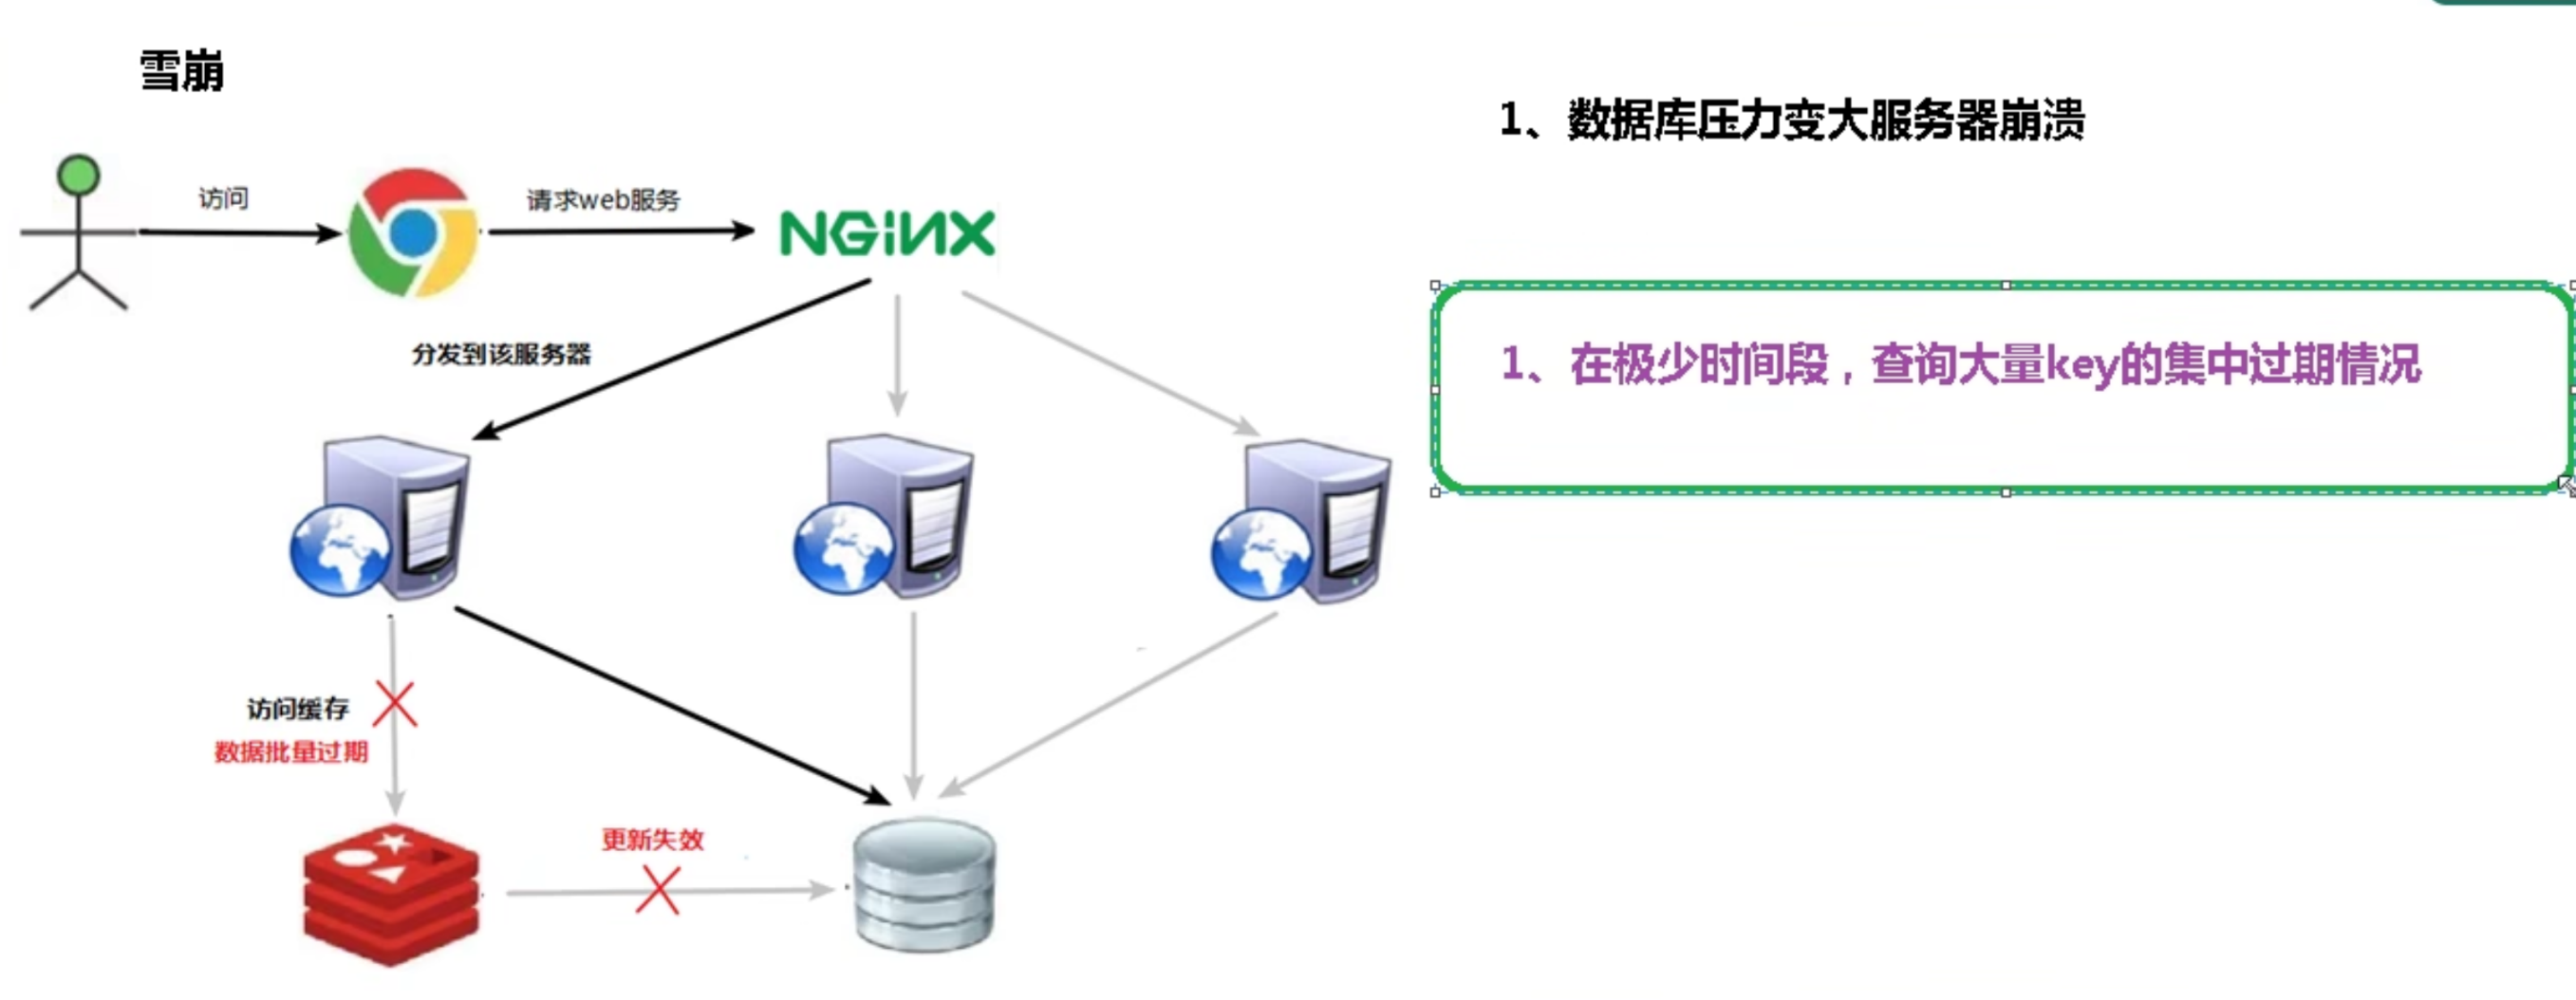 雪崩
1、数据库压力变大服务器崩溃
访问
请求web服务
NGINX
分发到该服务器
1、在极少时间段，查询大量key的集中过期情况
访问缓存
数据批量过期
更新失效